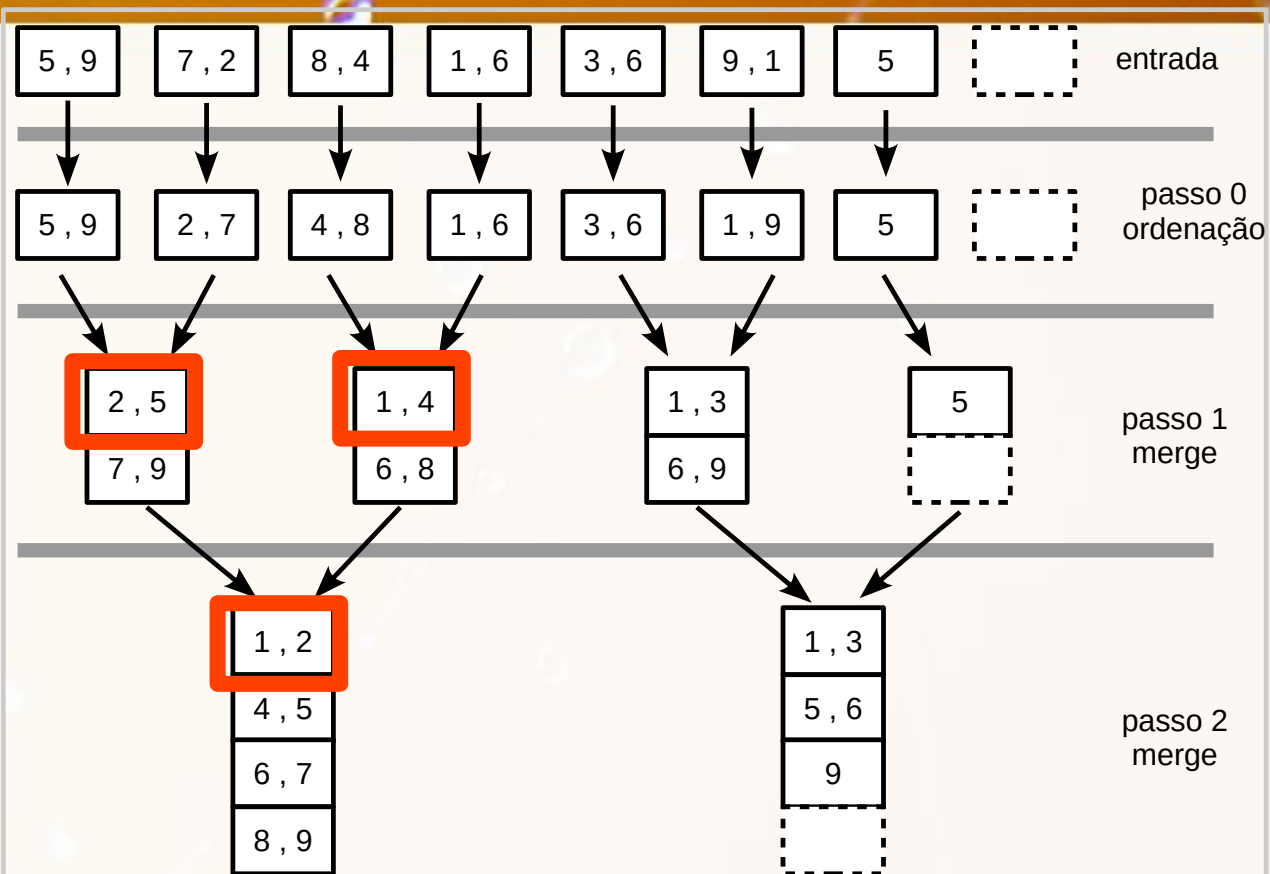 5 , 9 7 , 2 8 , 4 1 , 6 3 , 6 9 , 1 5 entrada
passo 0
5 , 9 2 , 7 4 , 8 1 , 6 3 , 6 1 , 9 5 ordenação
2 , 5 1 , 4 1 , 3 5
passo 1
merge
7 , 9 6 , 8 6 , 9
1 , 2 1 , 3
4 , 5 5 , 6
passo 2
merge
6 , 7 9
8 , 9